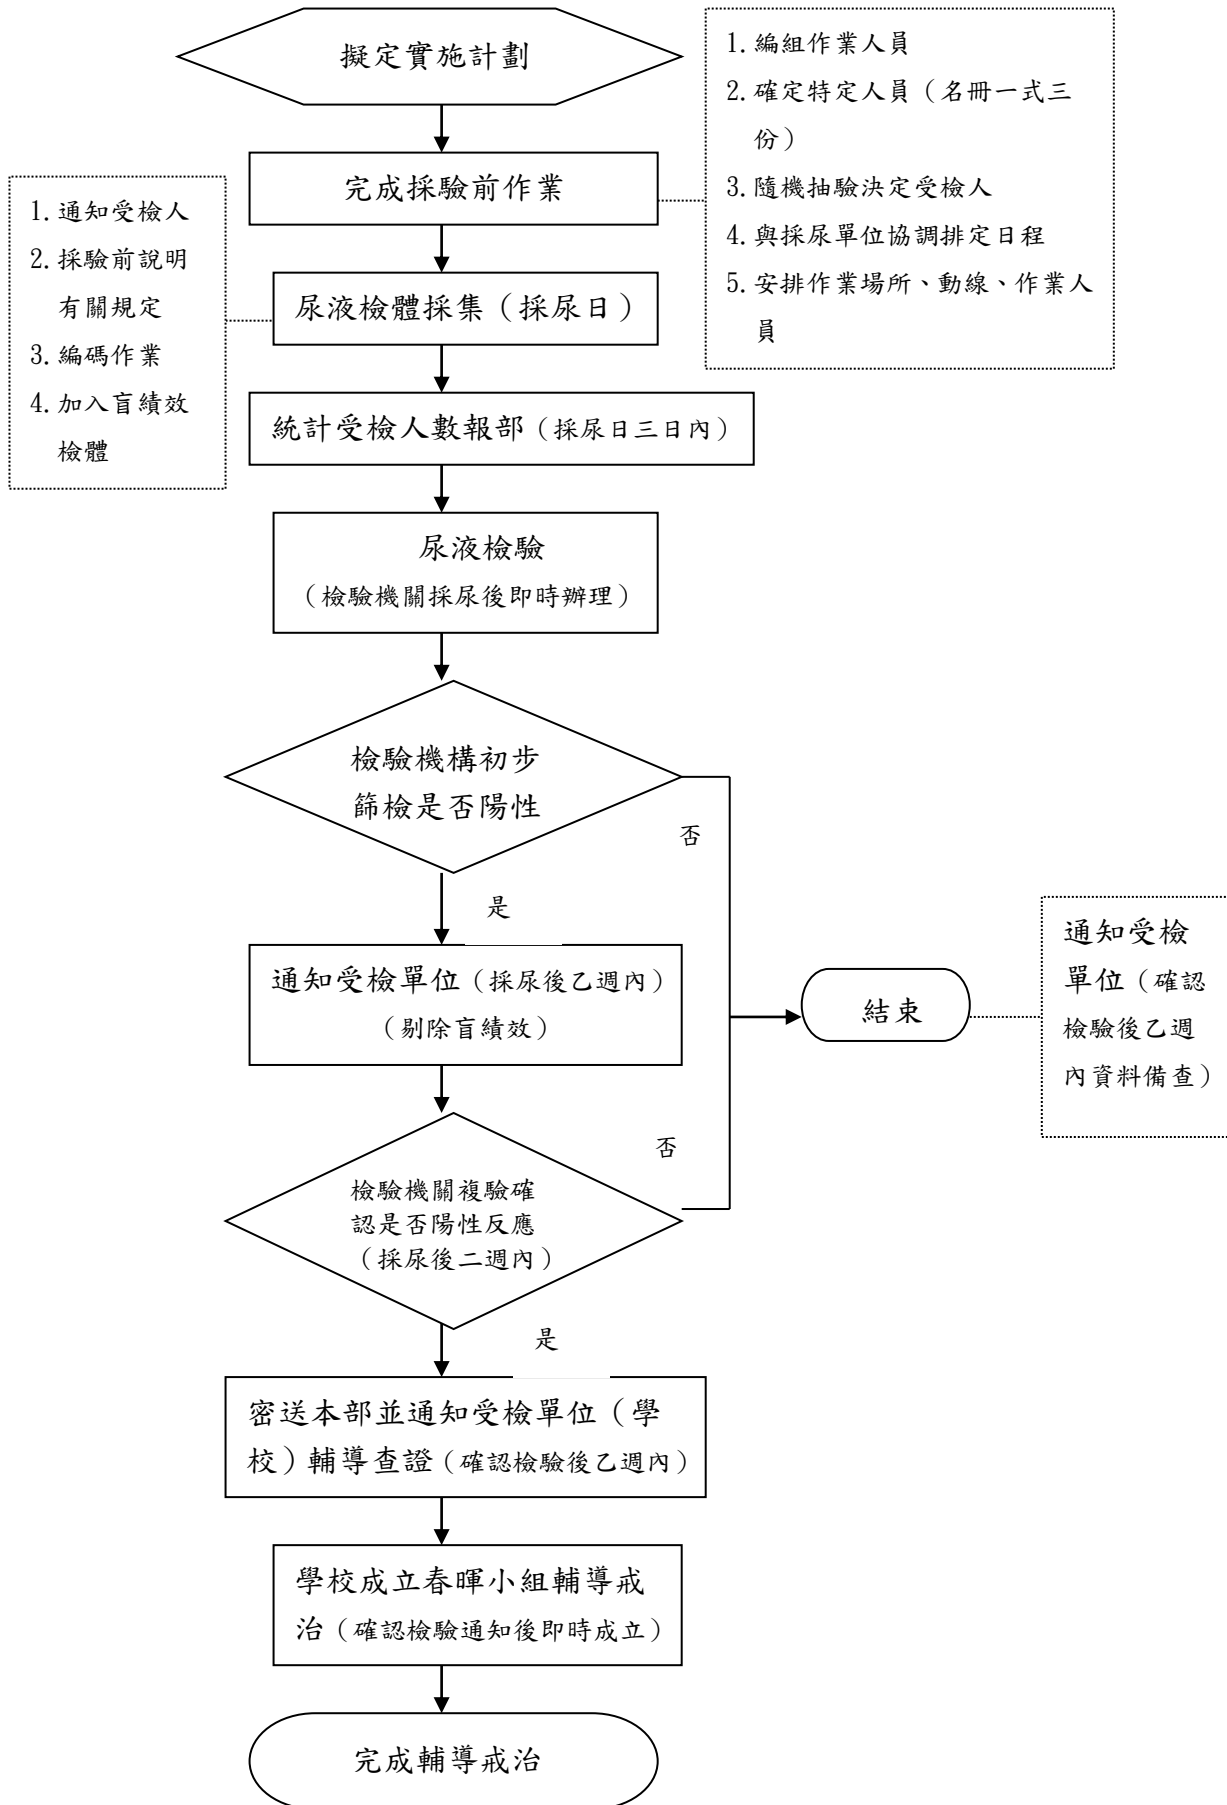 擬定實施計劃
1. 編組作業人員
2. 確定特定人員（名冊一式三
份）
3. 隨機抽驗決定受檢人
4. 與採尿單位協調排定日程
5. 安排作業場所、動線、作業人
員
完成採驗前作業
1. 通知受檢人
2. 採驗前說明
有關規定
3. 編碼作業
4. 加入盲績效
檢體
尿液檢體採集（採尿日）
統計受檢人數報部（採尿日三日內）
尿液檢驗
（檢驗機關採尿後即時辦理）
檢驗機構初步
篩檢是否陽性
否
是
通知受檢單位（採尿後乙週內）
（剔除盲績效）
結束
通知受檢
單位（確認
檢驗後乙週
內資料備查）
否
檢驗機關複驗確
認是否陽性反應
（採尿後二週內）
是
密送本部並通知受檢單位（學
校）輔導查證（確認檢驗後乙週內）
學校成立春暉小組輔導戒
治（確認檢驗通知後即時成立）
完成輔導戒治